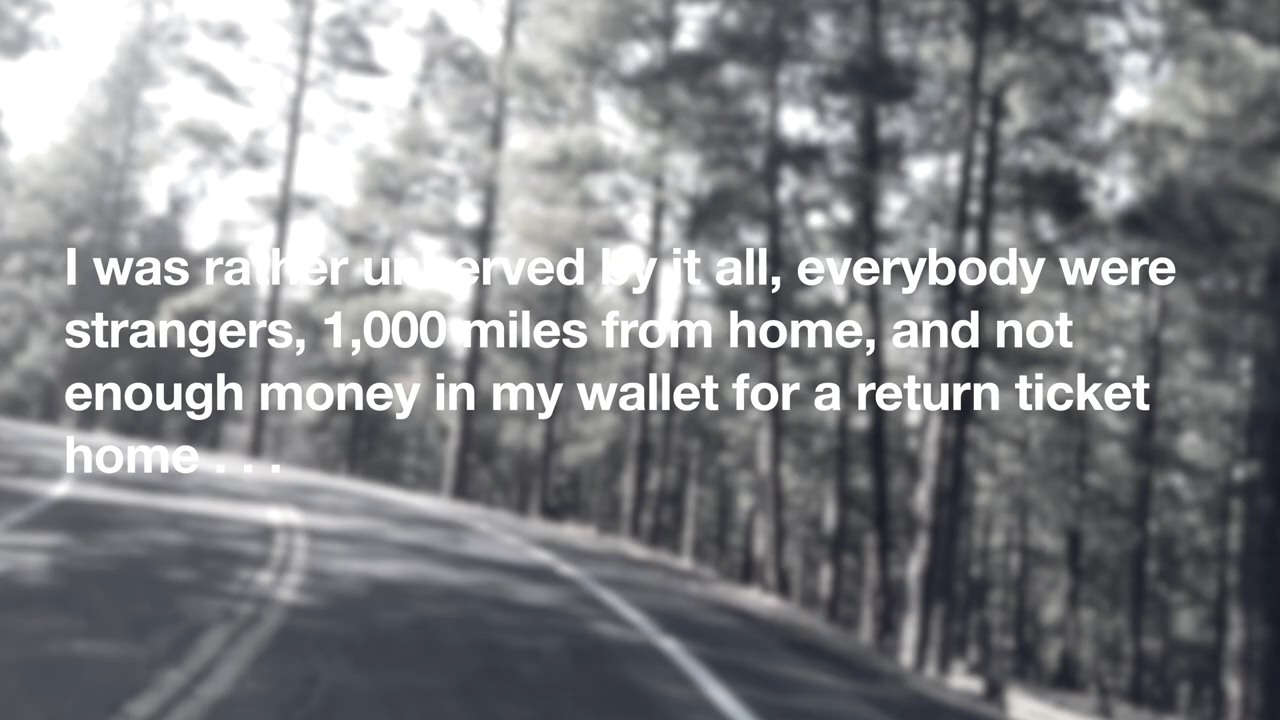 I was rather unnerved by it all, everybody were
strangers, 1,000 miles from home, and not
enough money in my wallet for a return ticket
home . . .